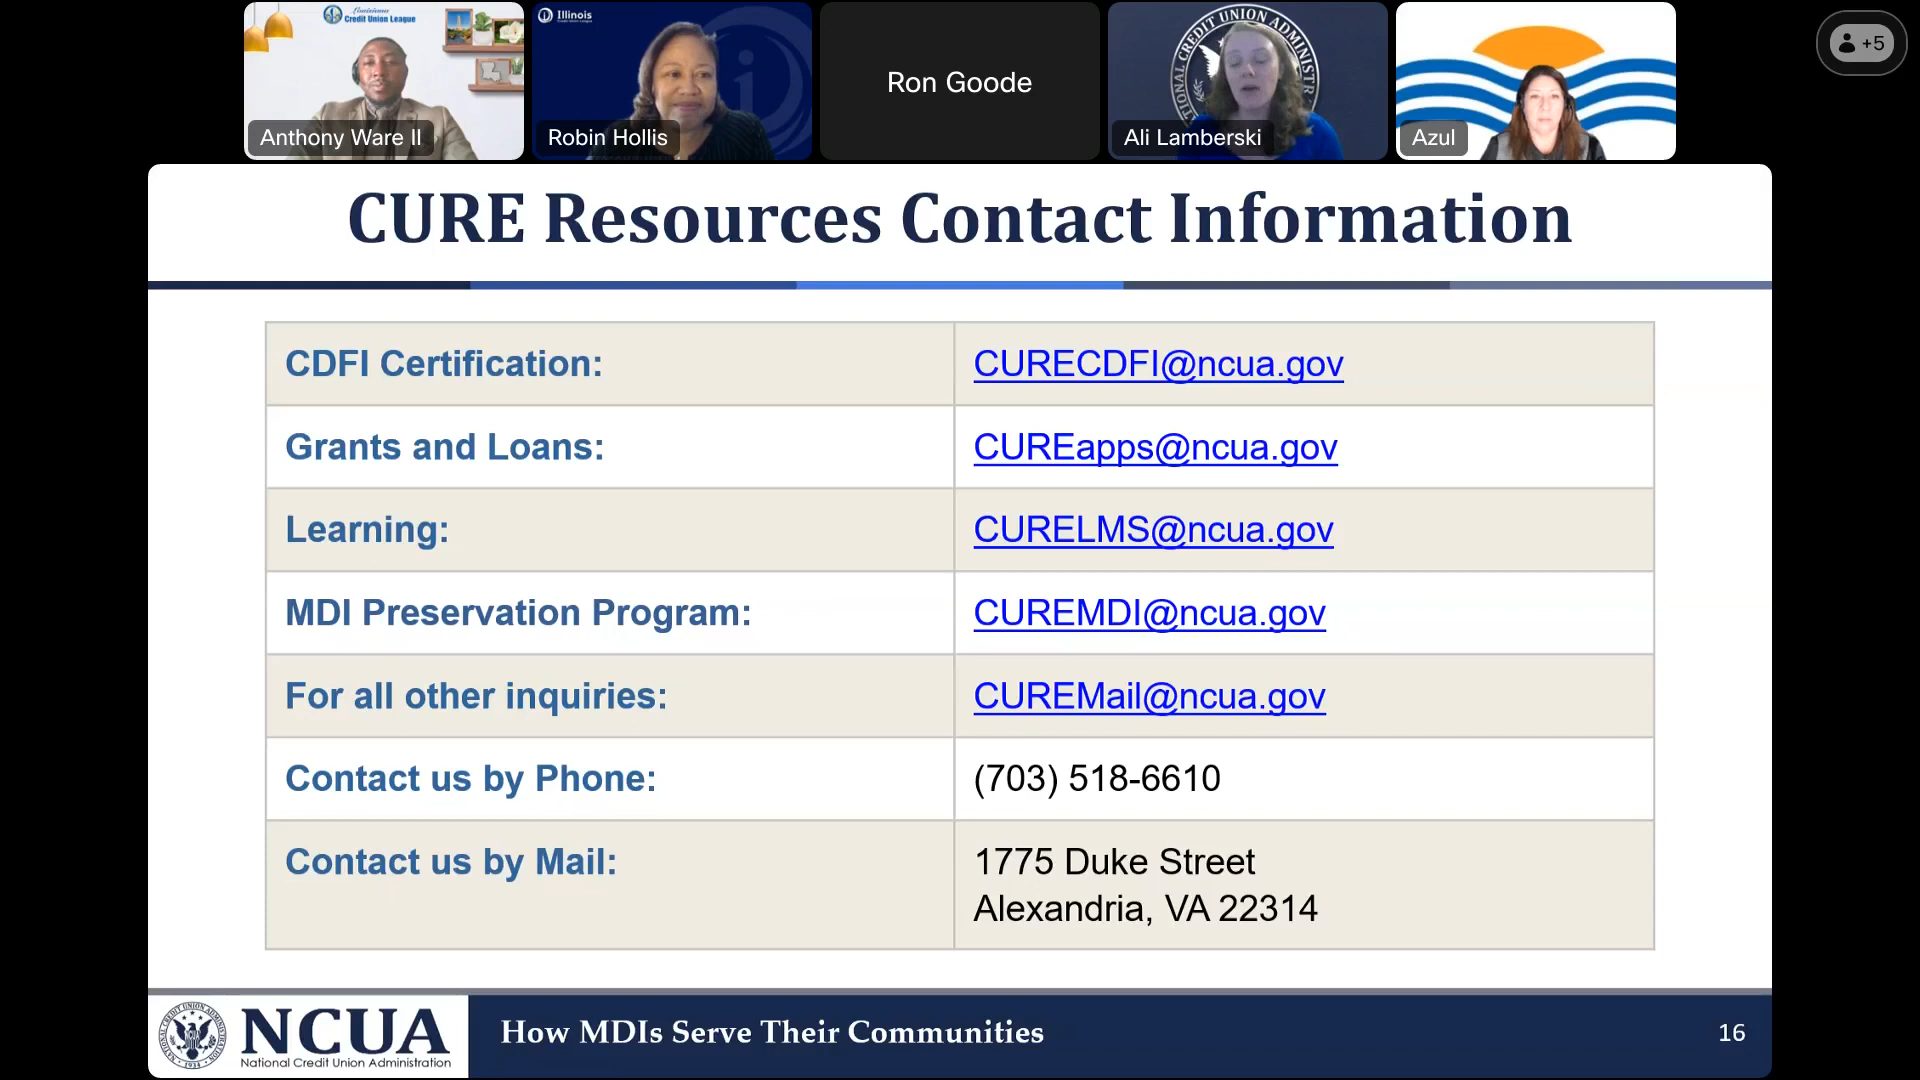 Louisiana
Credit Union League
Anthony Ware II
Illinois
Robin Hollis
Ron Goode
NATIONAL CREDIT UNION ADMINISTR
Ali Lamberski
Azul
+5
CURE Resources Contact Information
CDFI Certification: CURECDFI@ncua.gov
Grants and Loans: CUREapps@ncua.gov
Learning: CURELMS@ncua.gov
MDI Preservation Program: CUREMDI@ncua.gov
For all other inquiries: CUREMail@ncua.gov
Contact us by Phone: (703) 518-6610
Contact us by Mail: 1775 Duke Street
Alexandria, VA 22314
NCUA
National Credit Union Administration
How MDIs Serve Their Communities
16